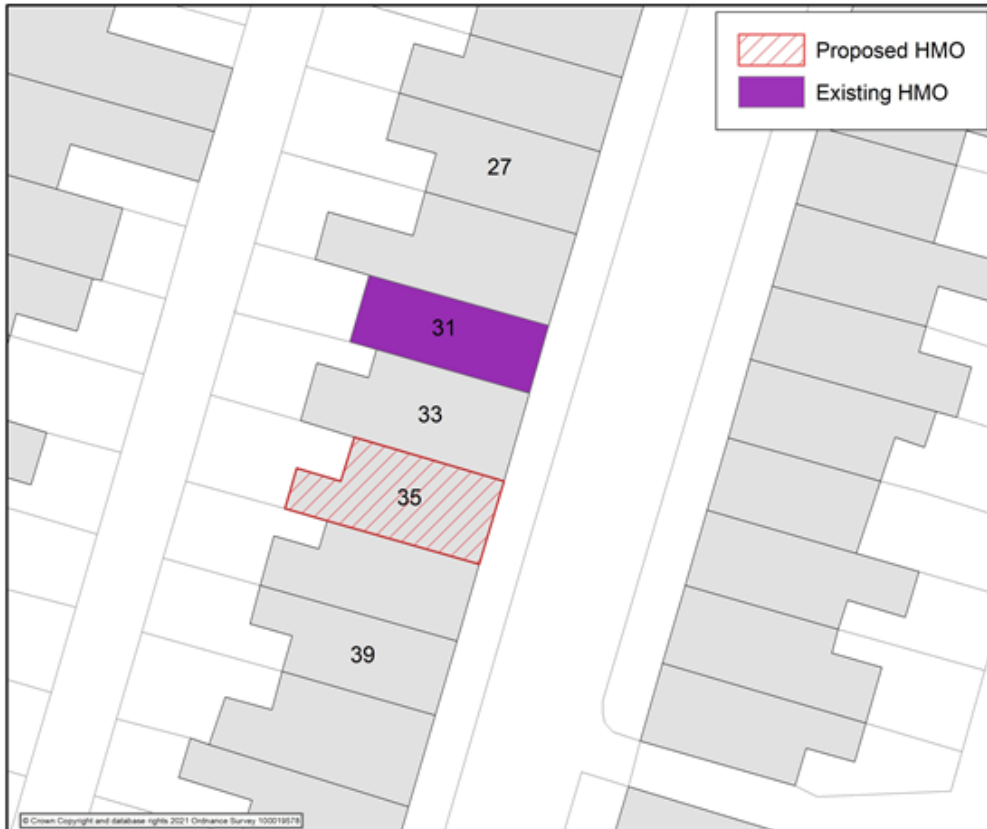 Proposed HMO
Existing HMO
27
31
33
35
39
© Crown Copyright and database rights 2021 Ordnance Survey 100019578